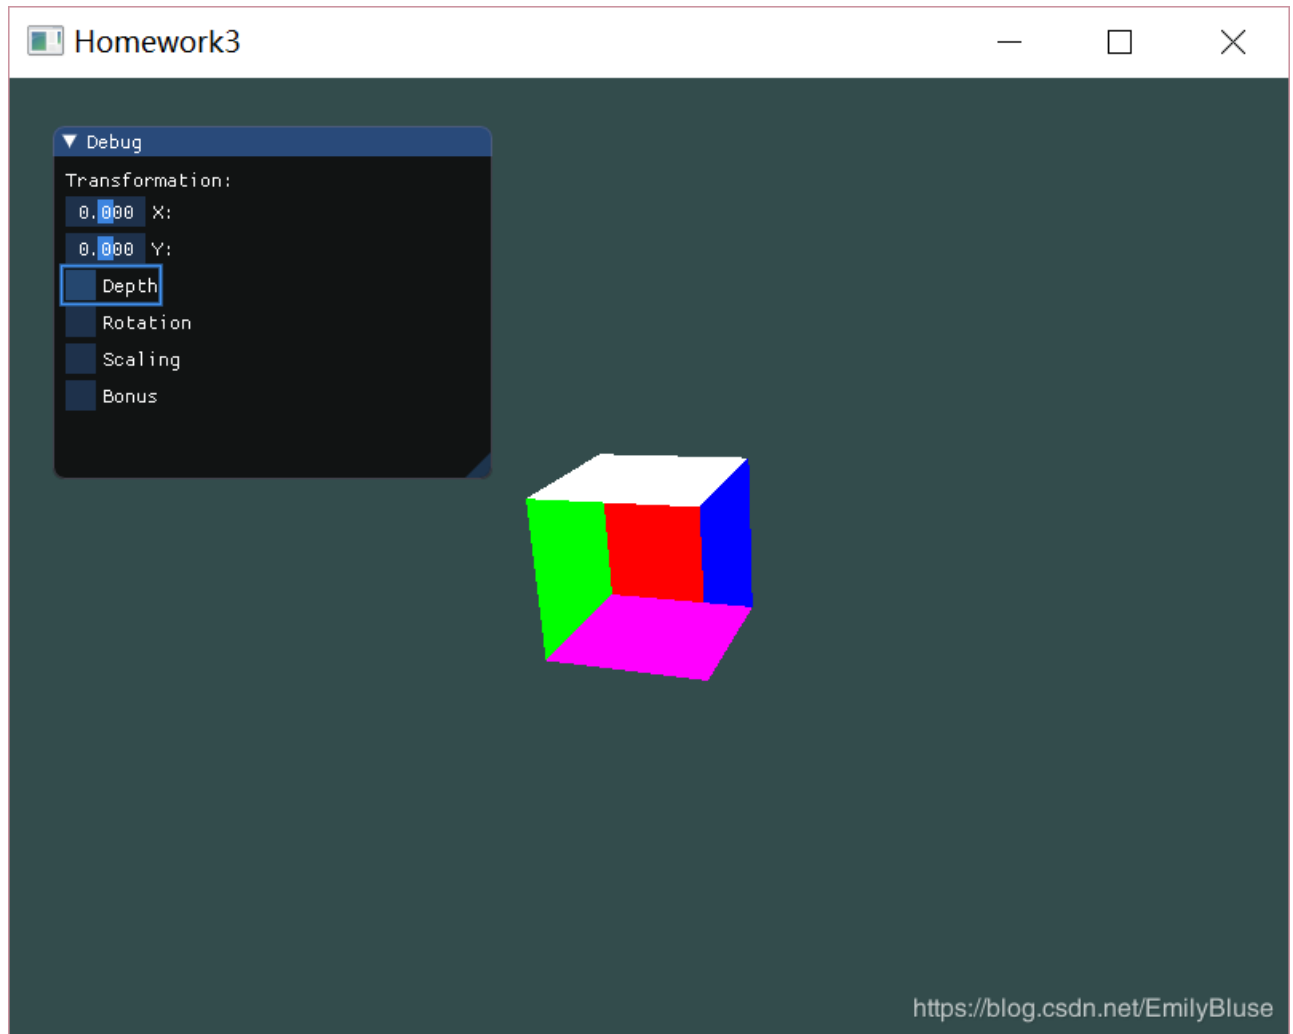 Homework3
Debug
Transformation:
0.000 X:
0.000 Y:
Depth
Rotation
Scaling
Bonus
https://blog.csdn.net/EmilyBluse